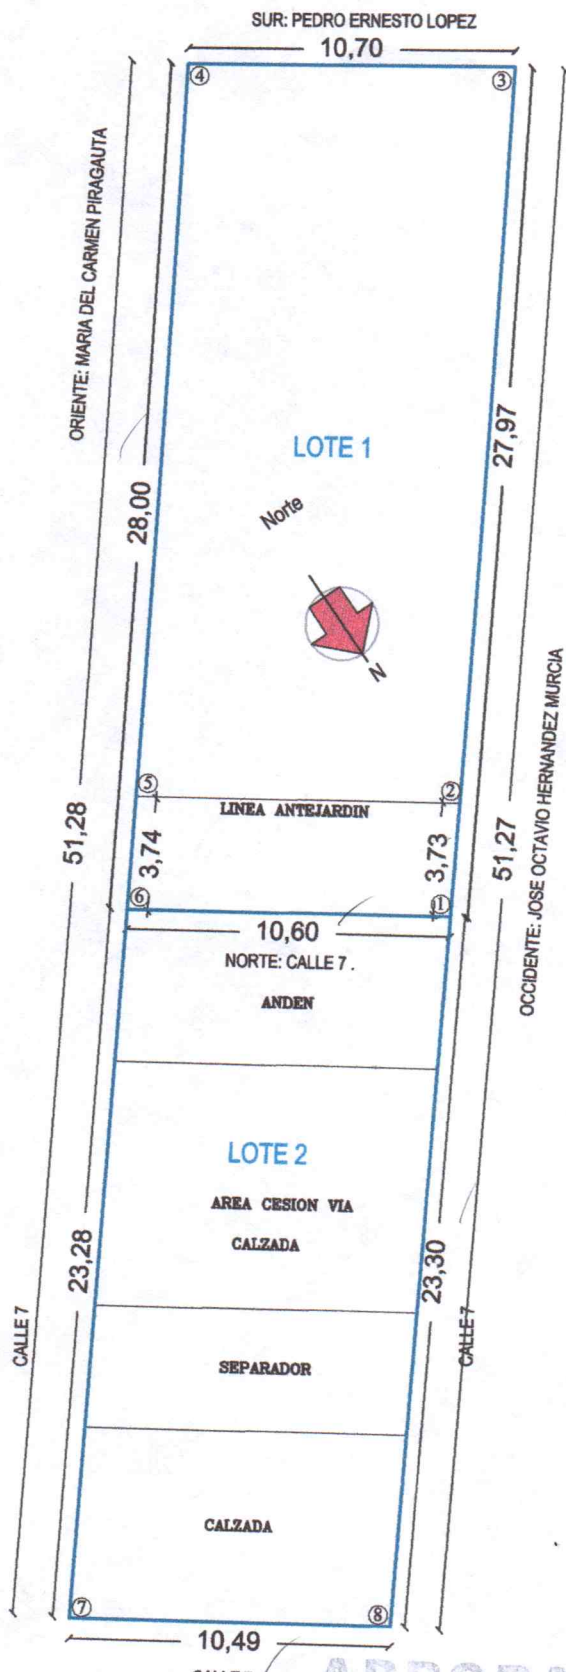 SUR: PEDRO ERNESTO LOPEZ
10,70
4
3
ORIENTE: MARIA DEL CARMEN PIRAGAUTA
28,00
LOTE 1
27,97
Norte
N
5
2
LINEA ANTEJARDIN
51,28
3,74
3,73
51,27
OCCIDENTE: JOSE OCTAVIO HERNANDEZ MURCIA
6
1
10,60
NORTE: CALLE 7 .
ANDEN
LOTE 2
AREA CESION VIA
CALZADA
23,28
23,30
CALLE 7
CALLE 7
SEPARADOR
CALZADA
7
8
10,49